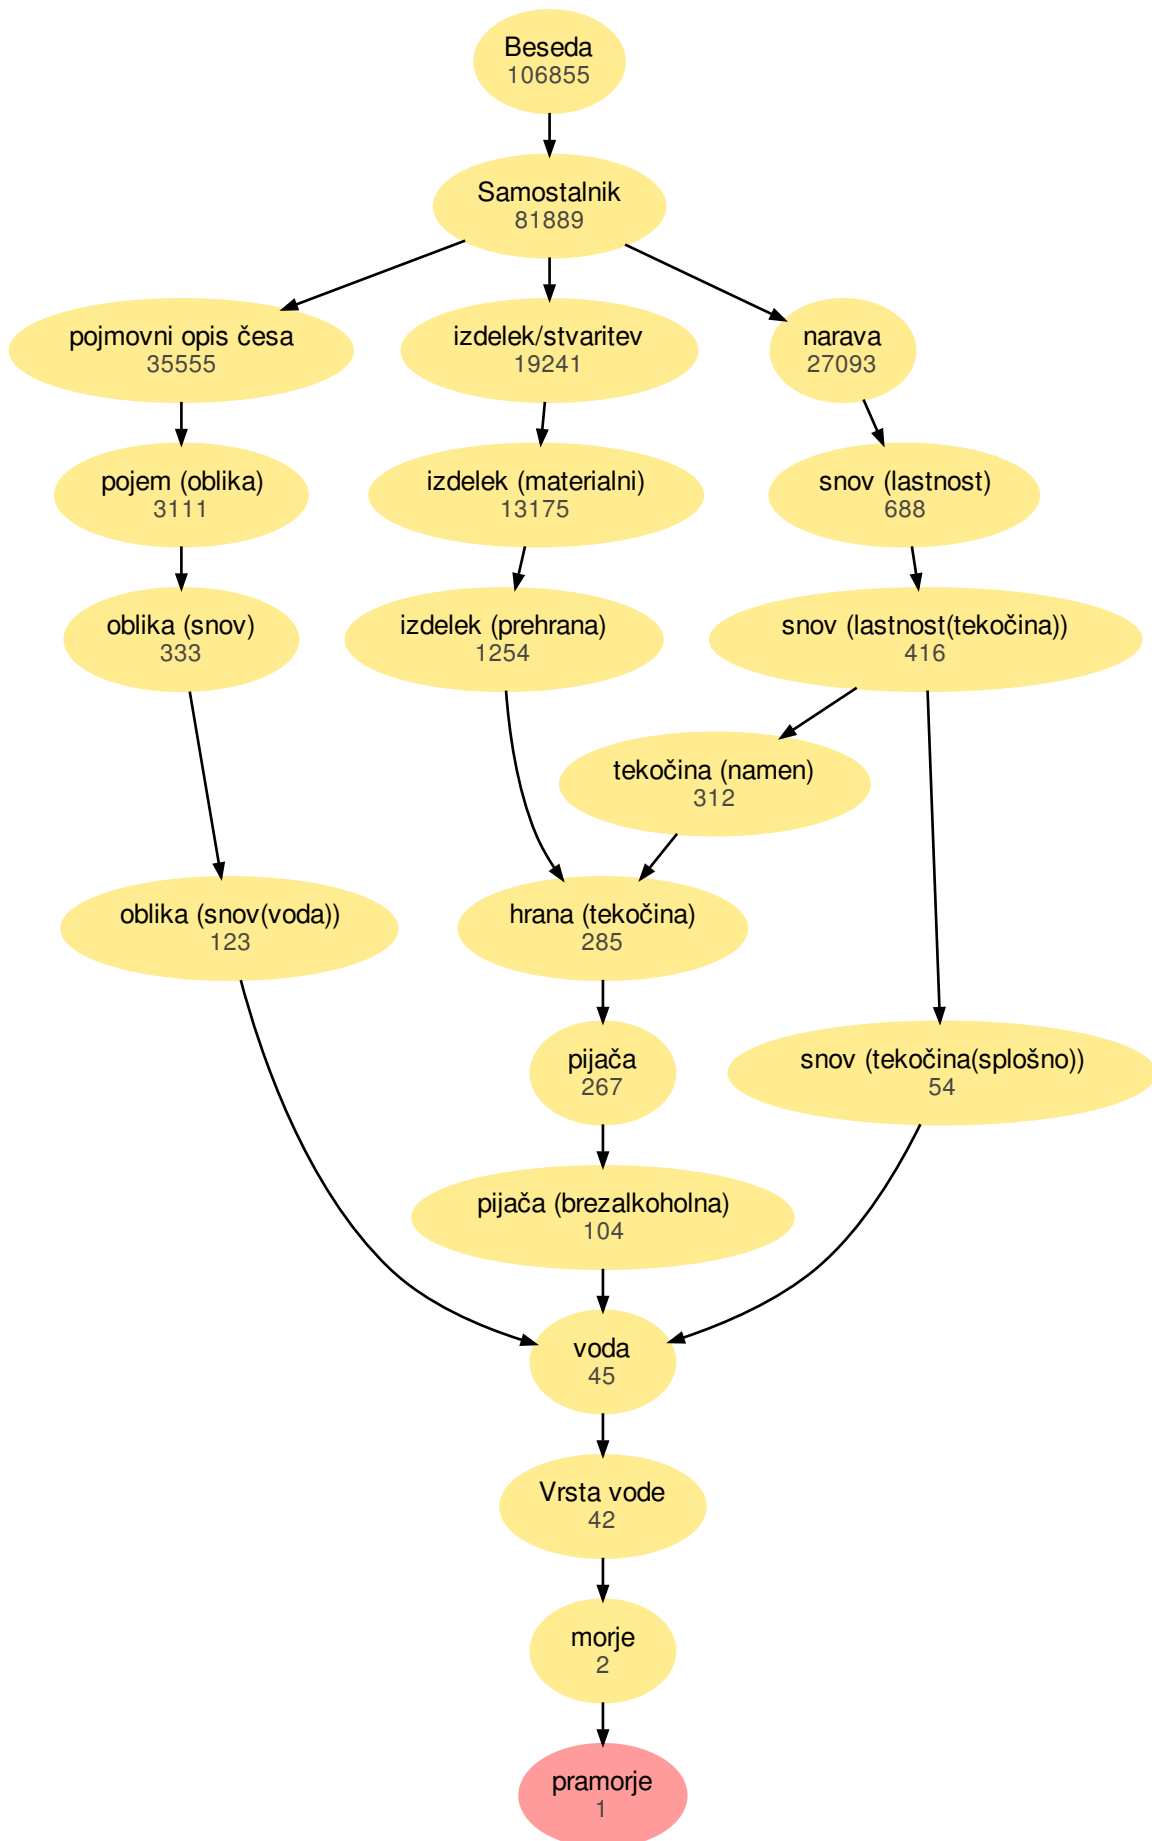 Beseda
106855
Samostalnik
81889
pojmovni opis česa
35555
izdelek/stvaritev
19241
narava
27093
pojem (oblika)
3111
izdelek (materialni)
13175
snov (lastnost)
688
oblika (snov)
333
izdelek (prehrana)
1254
snov (lastnost(tekočina))
416
tekočina (namen)
312
oblika (snov(voda))
123
hrana (tekočina)
285
pijača
267
snov (tekočina(splošno))
54
pijača (brezalkoholna)
104
voda
45
Vrsta vode
42
morje
2
pramorje
1